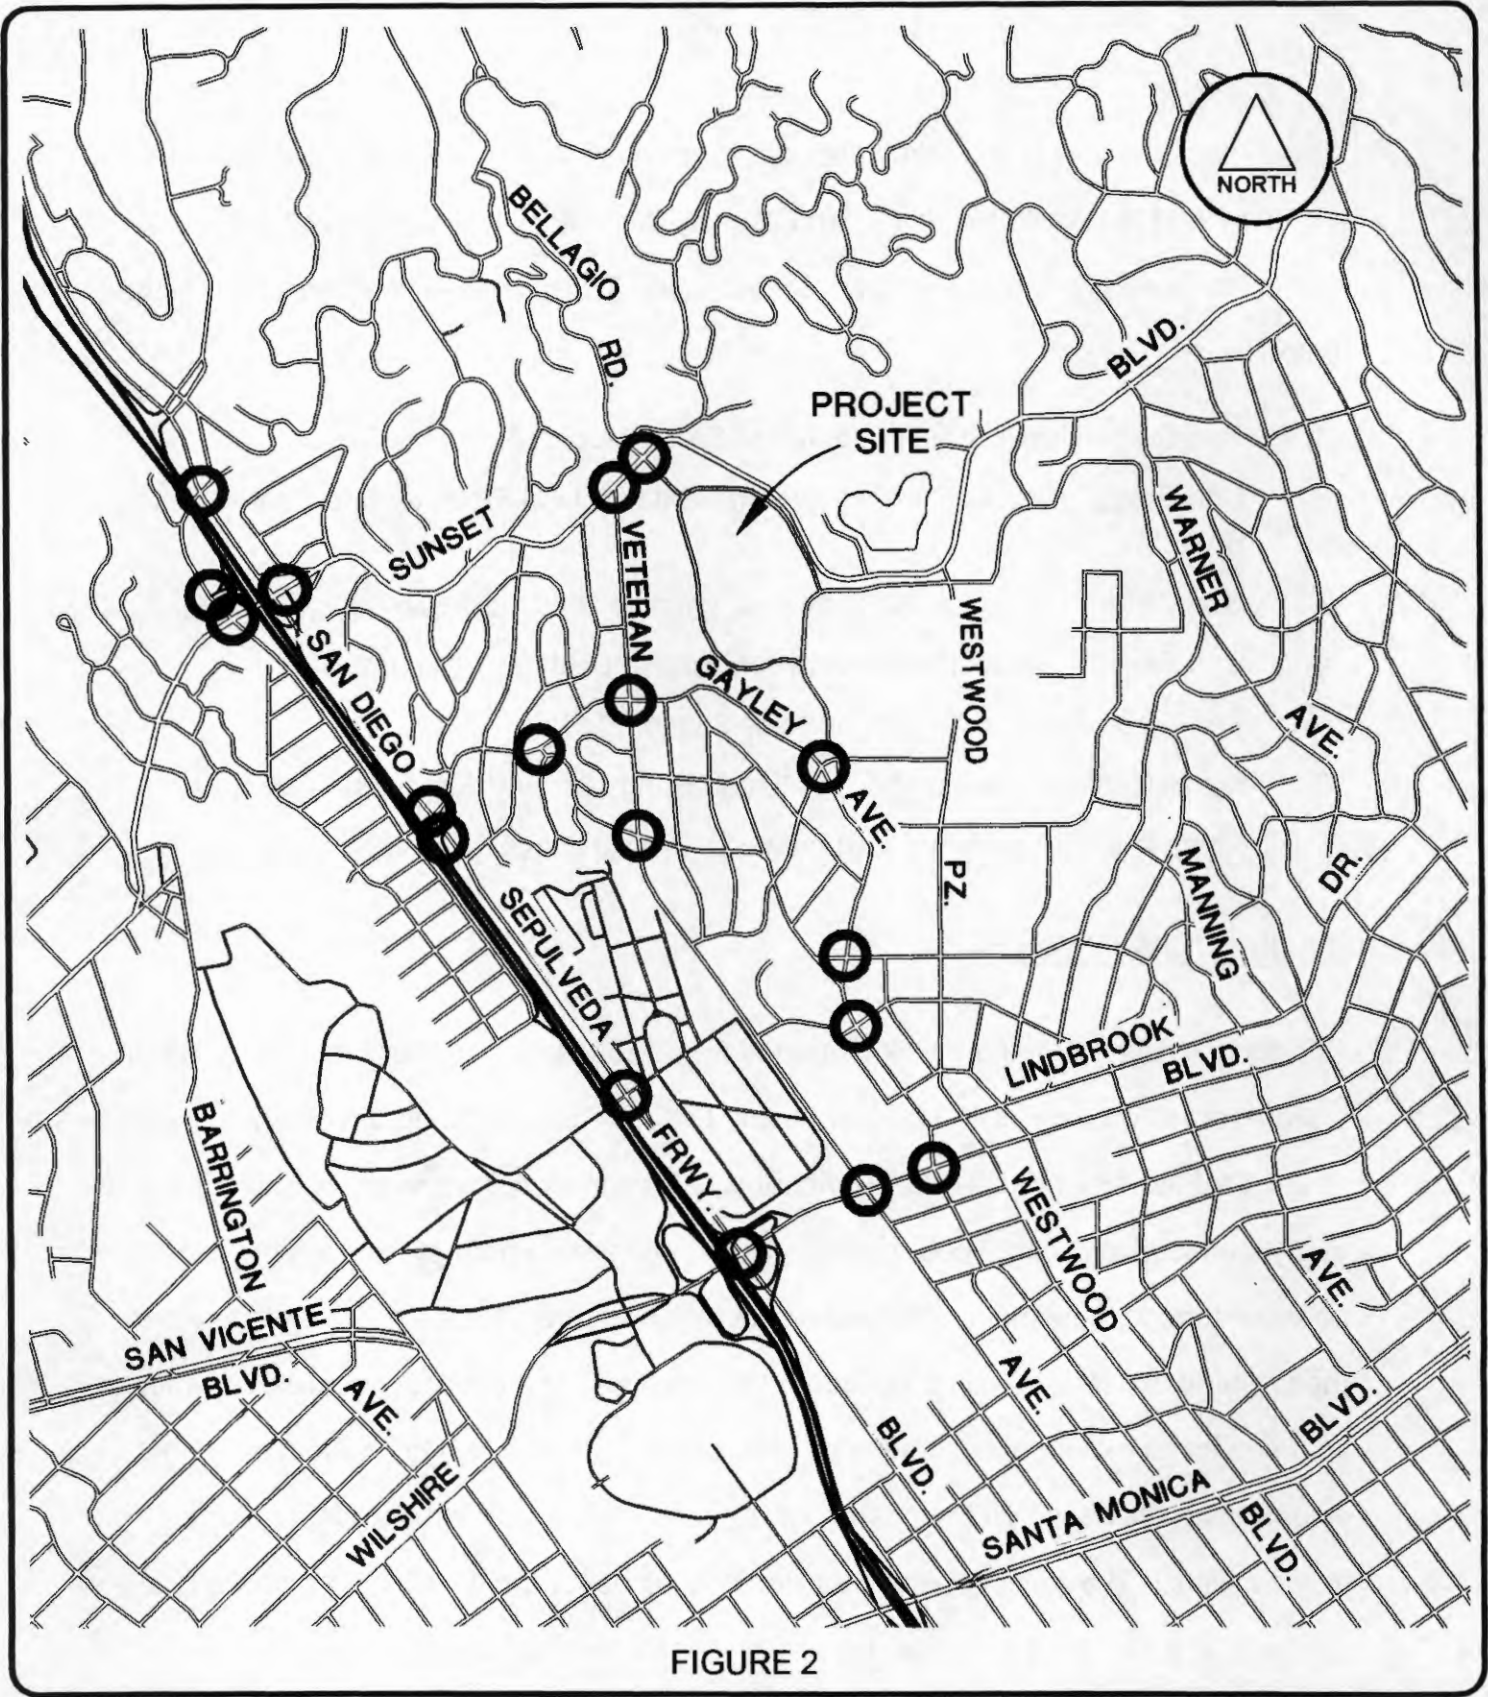 NORTH
BELLAGIO
RD.
BLVD.
PROJECT
SITE
SUNSET
VETERAN
WARNER
AVE.
WESTWOOD
PZ.
GAYLEY
AVE.
SAN DIEGO
FRWY.
SEPULVEDA
BLVD.
MANNING
AVE.
DR.
LINDBROOK
BLVD.
BARRINGTON
AVE.
WESTWOOD
BLVD.
AVE.
SAN VICENTE
BLVD.
WILSHIRE
SANTA MONICA
BLVD.
FIGURE 2